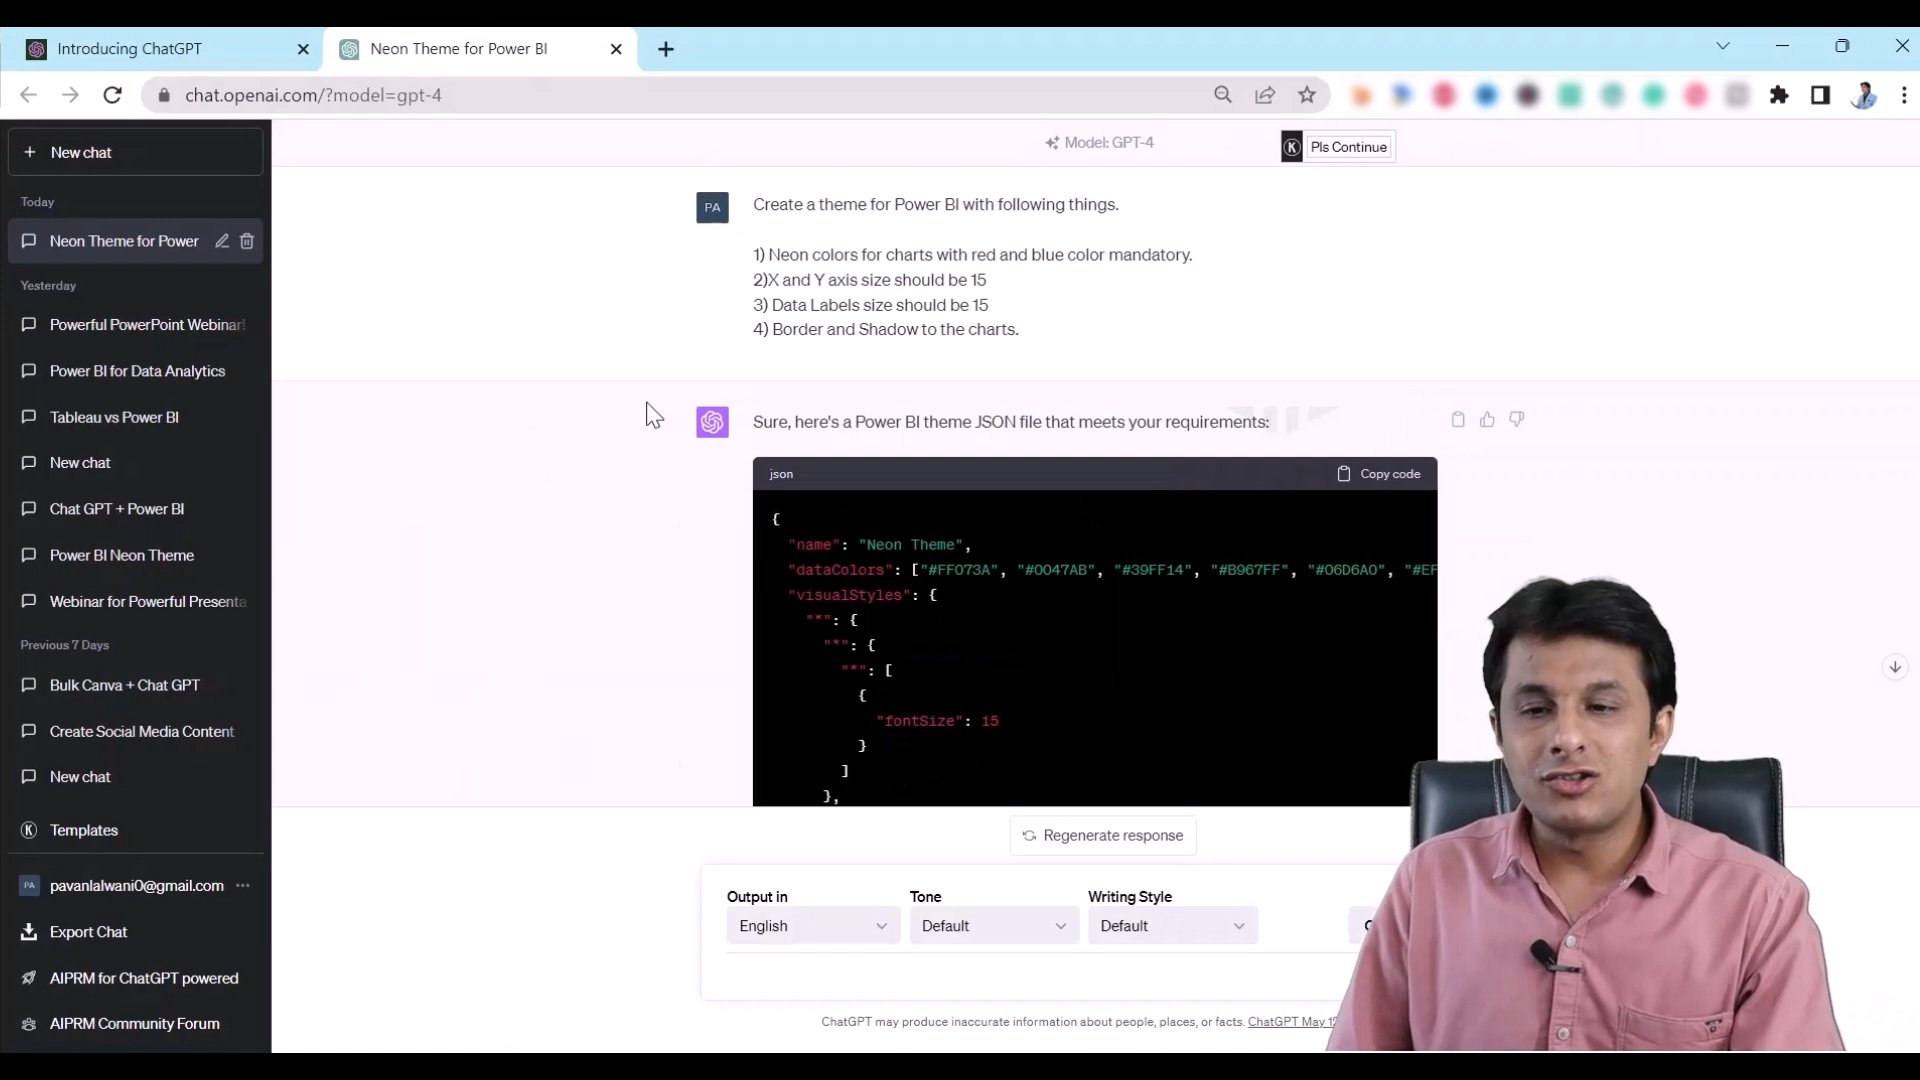 Introducing ChatGPT
Neon Theme for Power BI
chat.openai.com/?model=gpt-4
New chat
Model: GPT-4
Pls Continue
Today
Neon Theme for Power
Yesterday
Powerful PowerPoint Webinar
Power BI for Data Analytics
Tableau vs Power BI
New chat
Chat GPT + Power BI
Power BI Neon Theme
Webinar for Powerful Presenta
Previous 7 Days
Bulk Canva + Chat GPT
Create Social Media Content
New chat
Templates
PA pavanlalwani0@gmail.com
Export Chat
AIPRM for ChatGPT powered
AIPRM Community Forum
PA
Create a theme for Power BI with following things.
1) Neon colors for charts with red and blue color mandatory.
2)X and Y axis size should be 15
3) Data Labels size should be 15
4) Border and Shadow to the charts.
Sure, here's a Power BI theme JSON file that meets your requirements:
json
Copy code
{
"name": "Neon Theme",
"dataColors": ["#FF073A", "#0047AB", "#39FF14", "#B967FF", "#06D6A0", "#EF
"visualStyles": {
"*": {
"*": {
"*": [
{
"fontSize": 15
}
]
},
Regenerate response
Output in
Tone
Writing Style
English
Default
Default
ChatGPT may produce inaccurate information about people, places, or facts. ChatGPT May 12